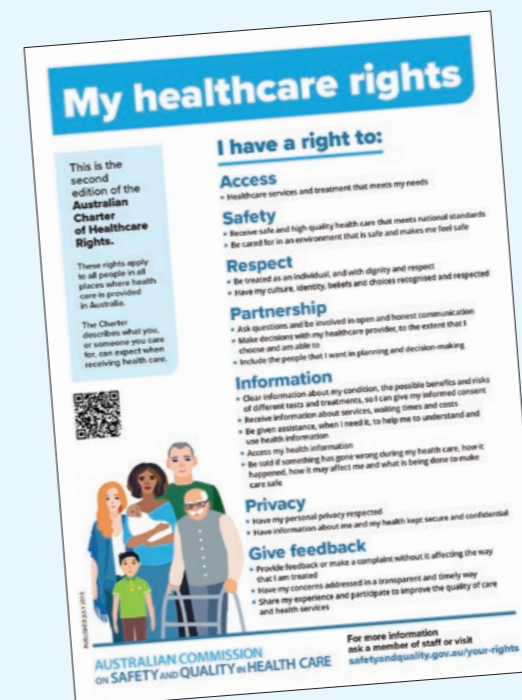 My healthcare rights
This is the
second
edition of the
Australian
Charter
of Healthcare
Rights.
These rights apply
to all people in all
places where health
care is provided
in Australia.
The Charter
describes what you,
or someone you care
for, can expect when
receiving health care.
I have a right to:
Access
• Healthcare services and treatment that meets my needs
Safety
• Receive safe and high quality health care that meets national standards
• Be cared for in an environment that is safe and makes me feel safe
Respect
• Be treated as an individual, and with dignity and respect
• Have my culture, identity, beliefs and choices recognised and respected
Partnership
• Ask questions and be involved in open and honest communication
• Make decisions with my healthcare provider, to the extent that I
choose and am able to
• Include the people that I want in planning and decision-making
Information
• Clear information about my condition, the possible benefits and risks
of different tests and treatments, so I can give my informed consent
• Receive information about services, waiting times and costs
• Be given assistance, when I need it, to help me to understand and
use health information
• Access my health information
• Be told if something has gone wrong during my health care, how it
happened, how it may affect me and what is being done to make
care safe
Privacy
• Have my personal privacy respected
• Have information about me and my health kept secure and confidential
Give feedback
• Provide feedback or make a complaint without it affecting the way
that I am treated
• Have my concerns addressed in a transparent and timely way
• Share my experience and participate to improve the quality of care
and health services
PUBLISHED JULY 2019
AUSTRALIAN COMMISSION
ON SAFETY AND QUALITY IN HEALTH CARE
For more information
ask a member of staff or visit
safetyandquality.gov.au/your-rights